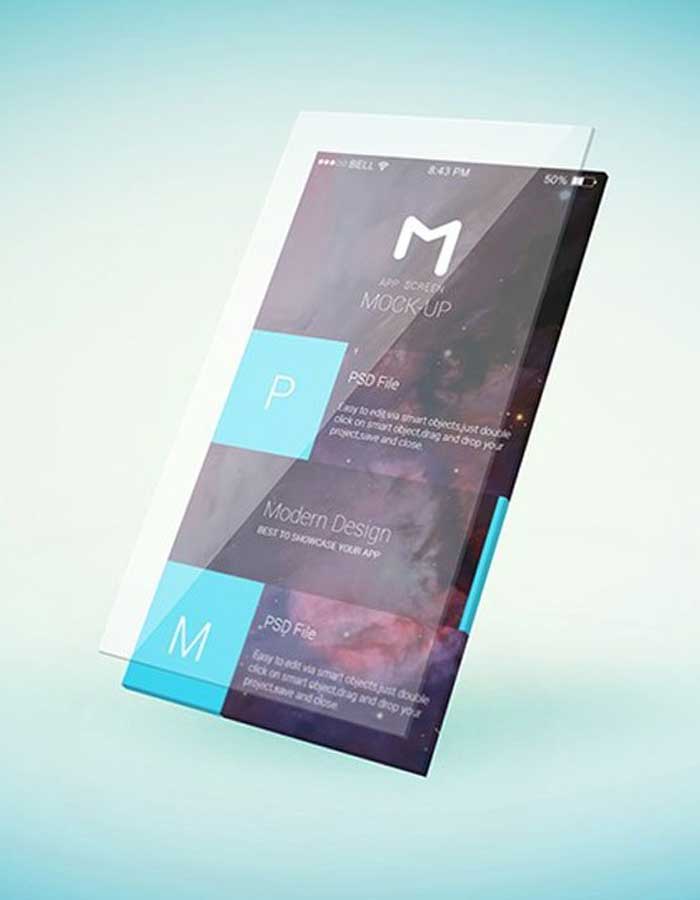 BELL 8:43 PM 50%
M
APP SCREEN
MOCK-UP
P
PSD File
Easy to edit via smart objects,just double
click on smart object,drag and drop your
project,save and close.
Modern Design
BEST TO SHOWCASE YOUR APP
M
PSD File
Easy to edit via smart objects,just double
click on smart object,drag and drop your
project,save and close.